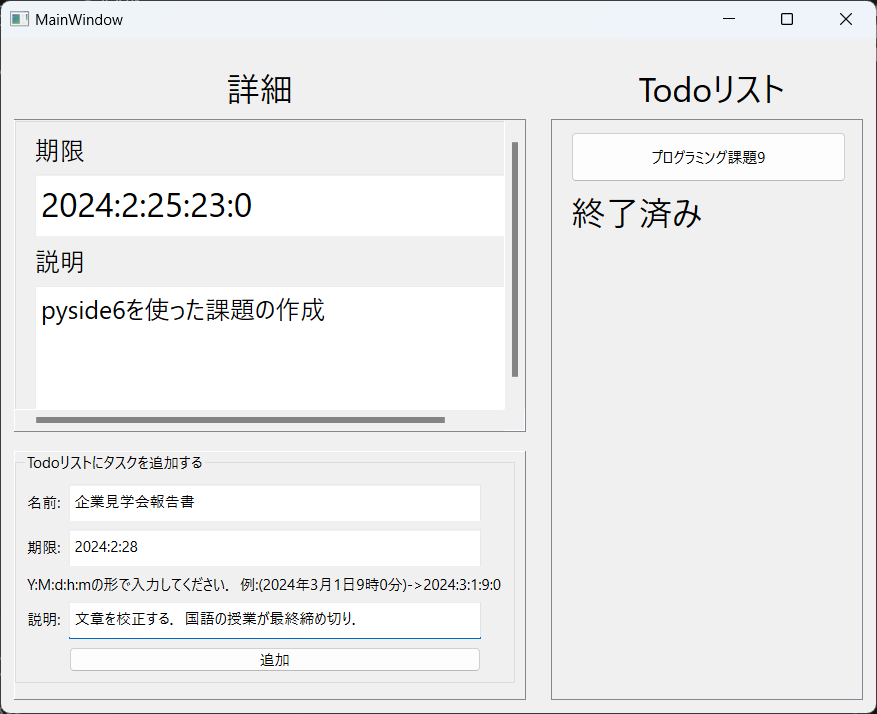 MainWindow
詳細
期限
2024:2:25:23:0
説明
pyside6を使った課題の作成
Todoリストにタスクを追加する
名前:
企業見学会報告書
期限:
2024:2:28
Y:M:d:h:mの形で入力してください．例:(2024年3月1日9時0分)->2024:3:1:9:0
説明:
文章を校正する．国語の授業が最終締め切り．
追加
Todoリスト
プログラミング課題9
終了済み